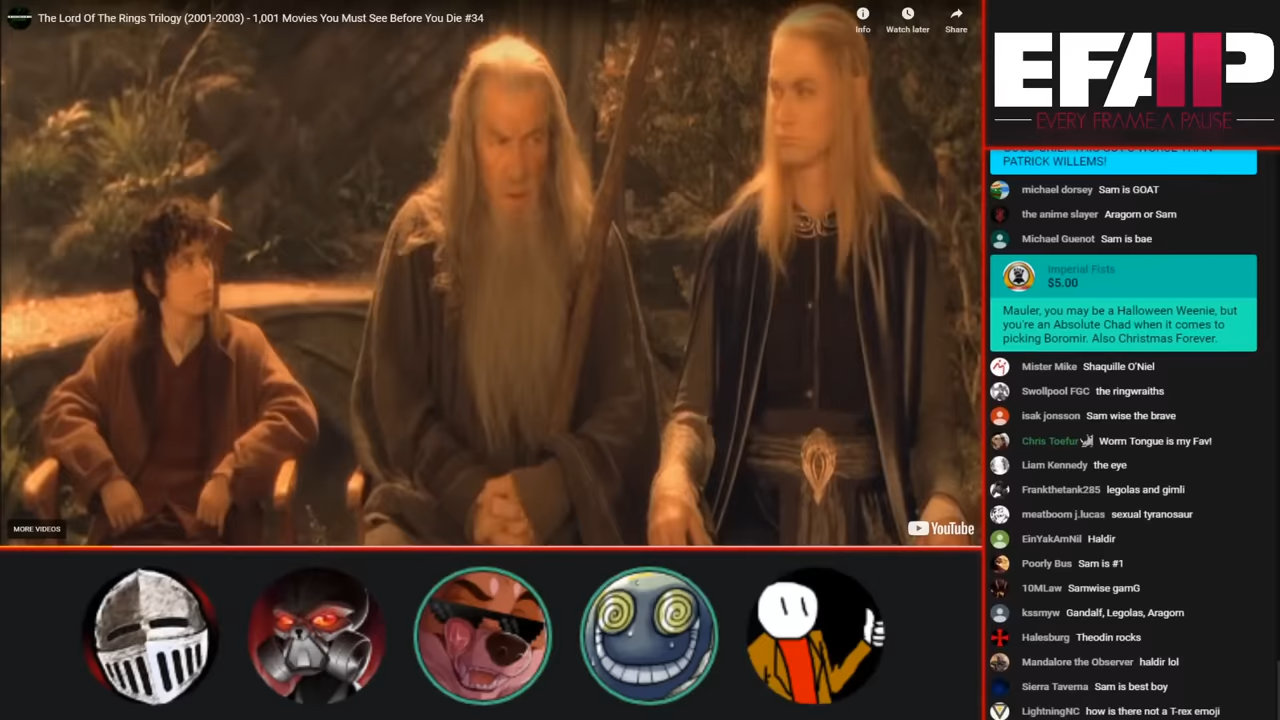 The Lord Of The Rings Trilogy (2001-2003) - 1,001 Movies You Must See Before You Die #34
Info
Watch later
Share
MORE VIDEOS
YouTube
EFAP
EVERY FRAME A PAUSE
PATRICK WILLEMS!
michael dorsey Sam is GOAT
the anime slayer Aragorn or Sam
Michael Guenot Sam is bae
Imperial Fists
$5.00
Mauler, you may be a Halloween Weenie, but
you're an Absolute Chad when it comes to
picking Boromir. Also Christmas Forever.
Mister Mike Shaquille O'Niel
Swollpool FGC the ringwraiths
isak jonsson Sam wise the brave
Chris Toefur Worm Tongue is my Fav!
Liam Kennedy the eye
Frankthetank285 legolas and gimli
meatboom j.lucas sexual tyranosaur
EinYakAmNil Haldir
Poorly Bus Sam is #1
10MLaw Samwise gamG
kssmyw Gandalf, Legolas, Aragorn
Halesburg Theodin rocks
Mandalore the Observer haldir lol
Sierra Taverna Sam is best boy
LightningNC how is there not a T-rex emoji